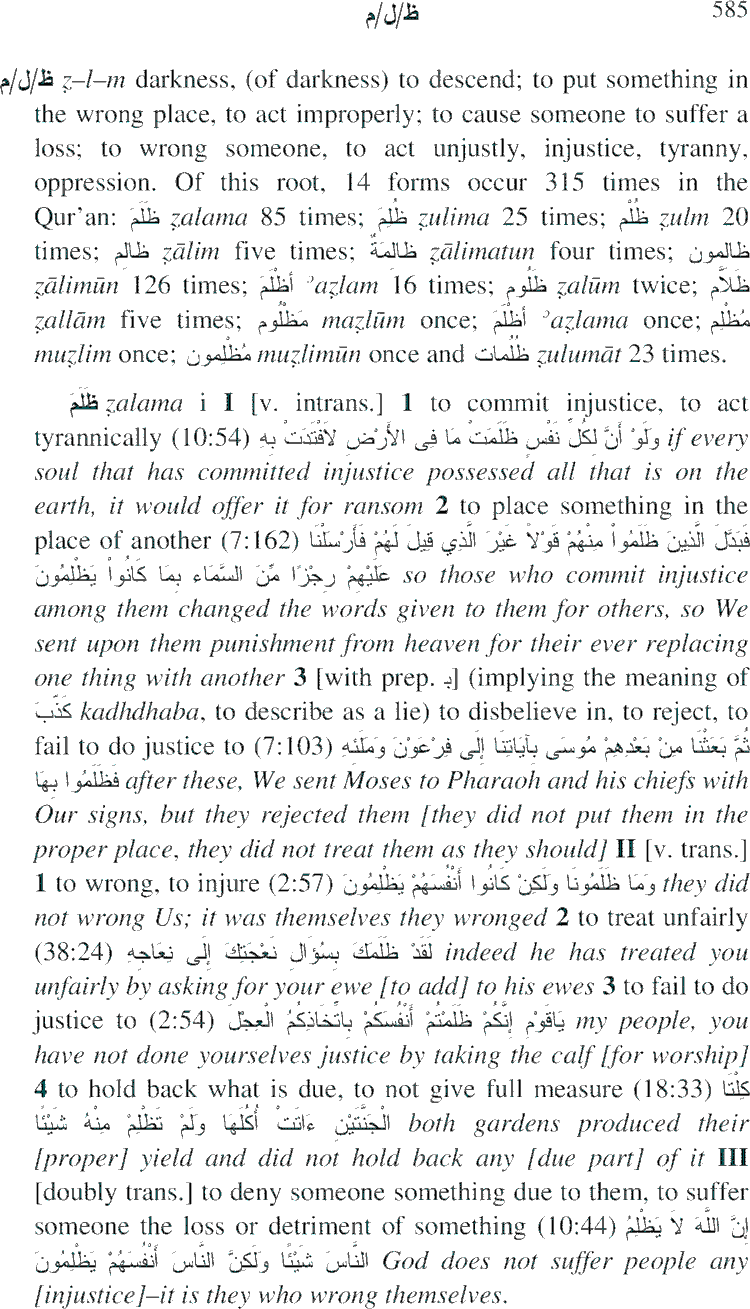 ظ/ل/م 585
ظ/ل/م ẓ–l–m darkness, (of darkness) to descend; to put something in
the wrong place, to act improperly; to cause someone to suffer a
loss; to wrong someone, to act unjustly, injustice, tyranny,
oppression. Of this root, 14 forms occur 315 times in the
Qur’an: ظَلَمَ ẓalama 85 times; ظُلِمَ ẓulima 25 times; ظُلْم ẓulm 20
times; ظالِم ẓālim five times; ظالِمَةٌ ẓālimatun four times; ظالِمون
ẓālimūn 126 times; أَظْلَمَ ʾaẓlam 16 times; ظَلُوم ẓalūm twice; ظَلاَّم
ẓallām five times; مَظْلُوم maẓlūm once; أَظْلَمَ ʾaẓlama once; مُظْلِم
muẓlim once; مُظْلِمون muẓlimūn once and ظُلُمات ẓulumāt 23 times.
ظَلَمَ ẓalama i I [v. intrans.] 1 to commit injustice, to act
tyrannically (10:54) وَلَوْ أَنَّ لِكُلِّ نَفْسٍ ظَلَمَتْ مَا فِى الأَرْضِ لاَفْتَدَتْ بِهِ if every
soul that has committed injustice possessed all that is on the
earth, it would offer it for ransom 2 to place something in the
place of another (7:162) فَبَدَّلَ الَّذِينَ ظَلَمُواْ مِنْهُمْ قَوْلاً غَيْرَ الَّذِي قِيلَ لَهُمْ فَأَرْسَلْنَا
عَلَيْهِمْ رِجْزًا مِّنَ السَّمَاء بِمَا كَانُواْ يَظْلِمُونَ so those who commit injustice
among them changed the words given to them for others, so We
sent upon them punishment from heaven for their ever replacing
one thing with another 3 [with prep. بـِ] (implying the meaning of
كَذَّبَ kadhdhaba, to describe as a lie) to disbelieve in, to reject, to
fail to do justice to (7:103) ثُمَّ بَعَثْنَا مِنْ بَعْدِهِمْ مُوسَى بِآيَاتِنَا إِلَى فِرْعَوْنَ وَمَلَئِهِ
فَظَلَمُوا بِهَا after these, We sent Moses to Pharaoh and his chiefs with
Our signs, but they rejected them [they did not put them in the
proper place, they did not treat them as they should] II [v. trans.]
1 to wrong, to injure (2:57) وَمَا ظَلَمُونَا وَلَكِنْ كَانُوا أَنْفُسَهُمْ يَظْلِمُونَ they did
not wrong Us; it was themselves they wronged 2 to treat unfairly
(38:24) لَقَدْ ظَلَمَكَ بِسُؤَالِ نَعْجَتِكَ إِلَى نِعَاجِهِ indeed he has treated you
unfairly by asking for your ewe [to add] to his ewes 3 to fail to do
justice to (2:54) يَاقَوْمِ إِنَّكُمْ ظَلَمْتُمْ أَنْفُسَكُمْ بِاتِّخَاذِكُمُ الْعِجْلَ my people, you
have not done yourselves justice by taking the calf [for worship]
4 to hold back what is due, to not give full measure (18:33) كِلْتَا
الْجَنَّتَيْنِ ءَاتَتْ أُكُلَهَا وَلَمْ تَظْلِمْ مِنْهُ شَيْئًا both gardens produced their
[proper] yield and did not hold back any [due part] of it III
[doubly trans.] to deny someone something due to them, to suffer
someone the loss or detriment of something (10:44) إِنَّ اللَّهَ لاَ يَظْلِمُ
النَّاسَ شَيْئًا وَلَكِنَّ النَّاسَ أَنْفُسَهُمْ يَظْلِمُونَ God does not suffer people any
[injustice]–it is they who wrong themselves.